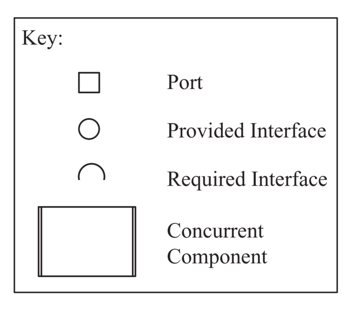 Key:
Port
Provided Interface
Required Interface
Concurrent
Component